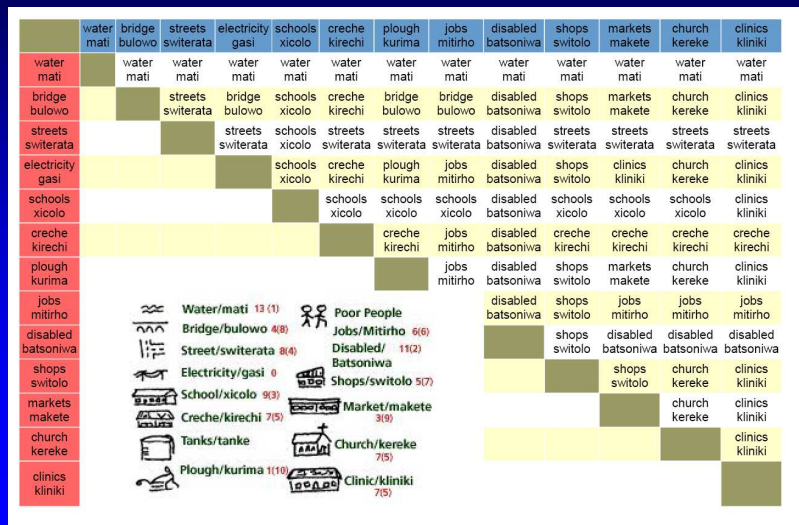 water bridge streets electricity schools creche plough jobs disabled shops markets church clinics
mati bulowo switerata gasi xicolo kirechi kurima mitirho batsoniwa switolo makete kereke kliniki
water water water water water water water water water water water water water
mati mati mati mati mati mati mati mati mati mati mati mati mati
bridge streets bridge schools creche bridge bridge disabled shops markets church clinics
bulowo switerata bulowo xicolo kirechi bulowo bulowo batsoniwa switolo makete kereke kliniki
streets streets schools streets streets streets disabled streets streets streets streets
switerata switerata xicolo switerata switerata switerata batsoniwa switerata switerata switerata switerata
electricity schools creche plough jobs disabled shops clinics church clinics
gasi xicolo kirechi kurima mitirho batsoniwa switolo kliniki kereke kliniki
schools schools schools schools disabled schools schools schools clinics
xicolo xicolo xicolo xicolo batsoniwa xicolo xicolo xicolo kliniki
creche creche jobs disabled creche creche creche creche
kirechi kirechi mitirho batsoniwa kirechi kirechi kirechi kirechi
plough jobs disabled shops markets church clinics
kurima mitirho batsoniwa switolo makete kereke kliniki
jobs disabled shops jobs jobs jobs
mitirho batsoniwa switolo mitirho mitirho mitirho
disabled shops disabled disabled disabled
batsoniwa switolo batsoniwa batsoniwa batsoniwa
shops shops church clinics
switolo switolo kereke kliniki
markets church clinics
makete kereke kliniki
church clinics
kereke kliniki
clinics
kliniki
Water/mati 13 (1)
Bridge/bulowo 4(8)
Street/switerata 8(4)
Electricity/gasi 0
School/xicolo 9(3)
Creche/kirechi 7(5)
Tanks/tanke
Plough/kurima 1(10)
Poor People
Jobs/Mitirho 6(6)
Disabled/ 11(2)
Batsoniwa
Shops/switolo 5(7)
Market/makete
3(9)
Church/kereke
7(5)
Clinic/kliniki
7(5)